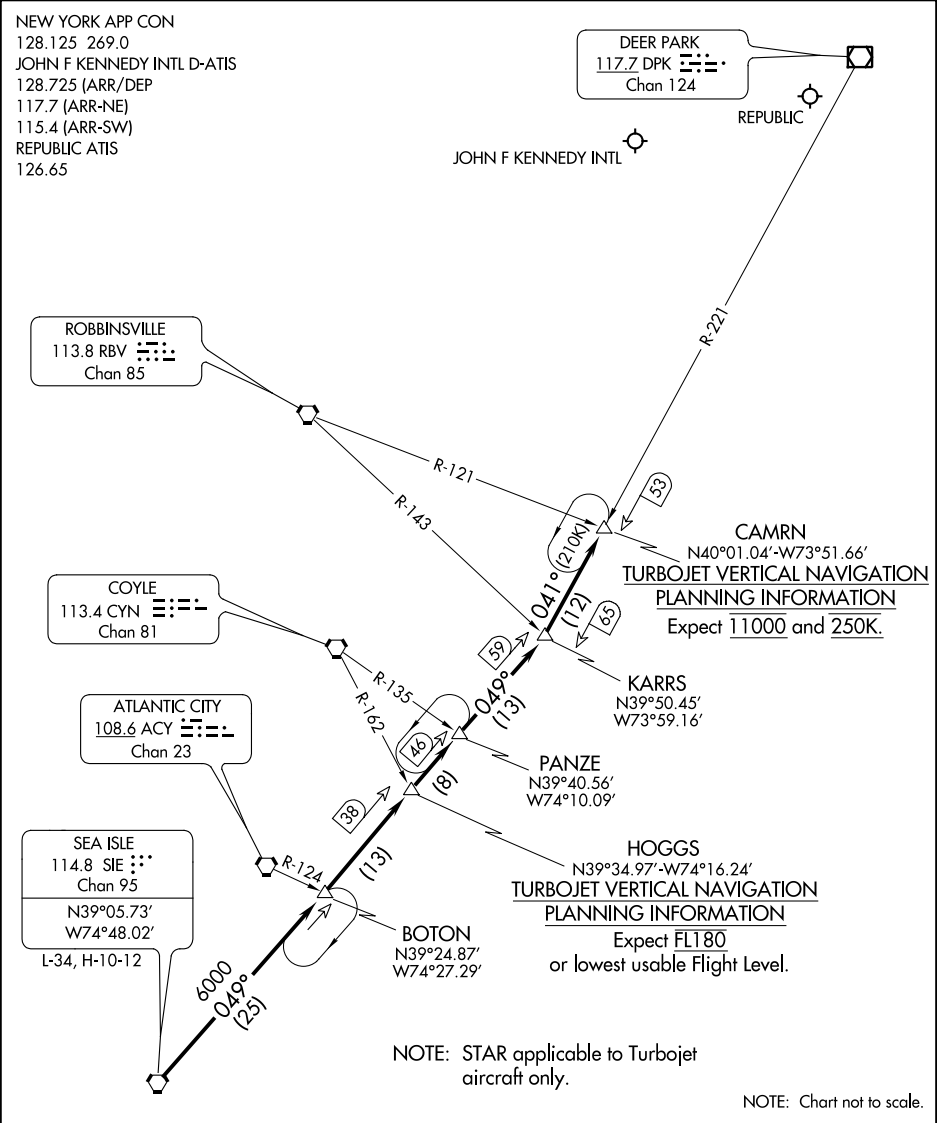 NEW YORK APP CON
128.125 269.0
JOHN F KENNEDY INTL D-ATIS
128.725 (ARR/DEP
117.7 (ARR-NE)
115.4 (ARR-SW)
REPUBLIC ATIS
126.65
DEER PARK
117.7 DPK
Chan 124
REPUBLIC
JOHN F KENNEDY INTL
R-221
ROBBINSVILLE
113.8 RBV
Chan 85
R-121
R-143
53
(210K)
CAMRN
N40°01.04'-W73°51.66'
TURBOJET VERTICAL NAVIGATION
PLANNING INFORMATION
Expect 11000 and 250K.
041°
(12)
65
COYLE
113.4 CYN
Chan 81
59
KARRS
N39°50.45'
W73°59.16'
R-135
R-162
049°
(13)
ATLANTIC CITY
108.6 ACY
Chan 23
46
(8)
PANZE
N39°40.56'
W74°10.09'
38
(13)
HOGGS
N39°34.97'-W74°16.24'
TURBOJET VERTICAL NAVIGATION
PLANNING INFORMATION
Expect FL180
or lowest usable Flight Level.
SEA ISLE
114.8 SIE
Chan 95
N39°05.73'
W74°48.02'
L-34, H-10-12
R-124
BOTON
N39°24.87'
W74°27.29'
6000
049°
(25)
NOTE: STAR applicable to Turbojet
aircraft only.
NOTE: Chart not to scale.